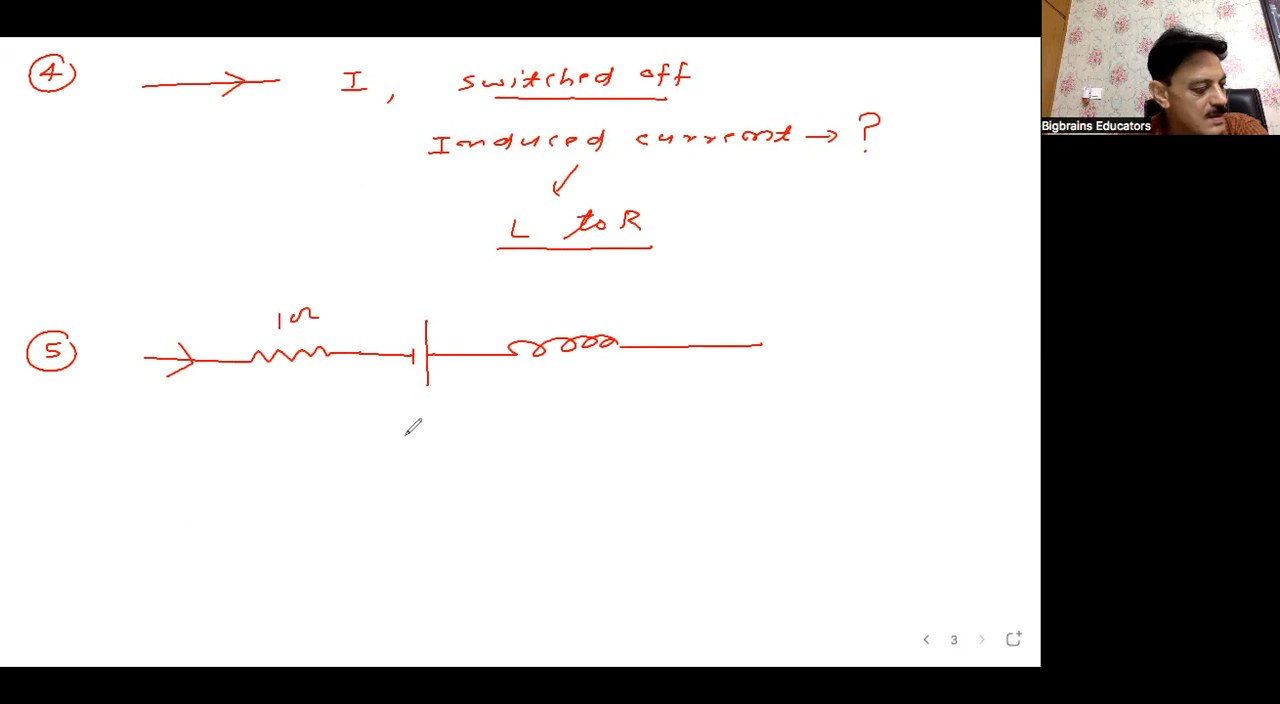 ④ I, switched off
Induced current → ?
L to R
⑤ 1Ω
Bigbrains Educators
< 3 >